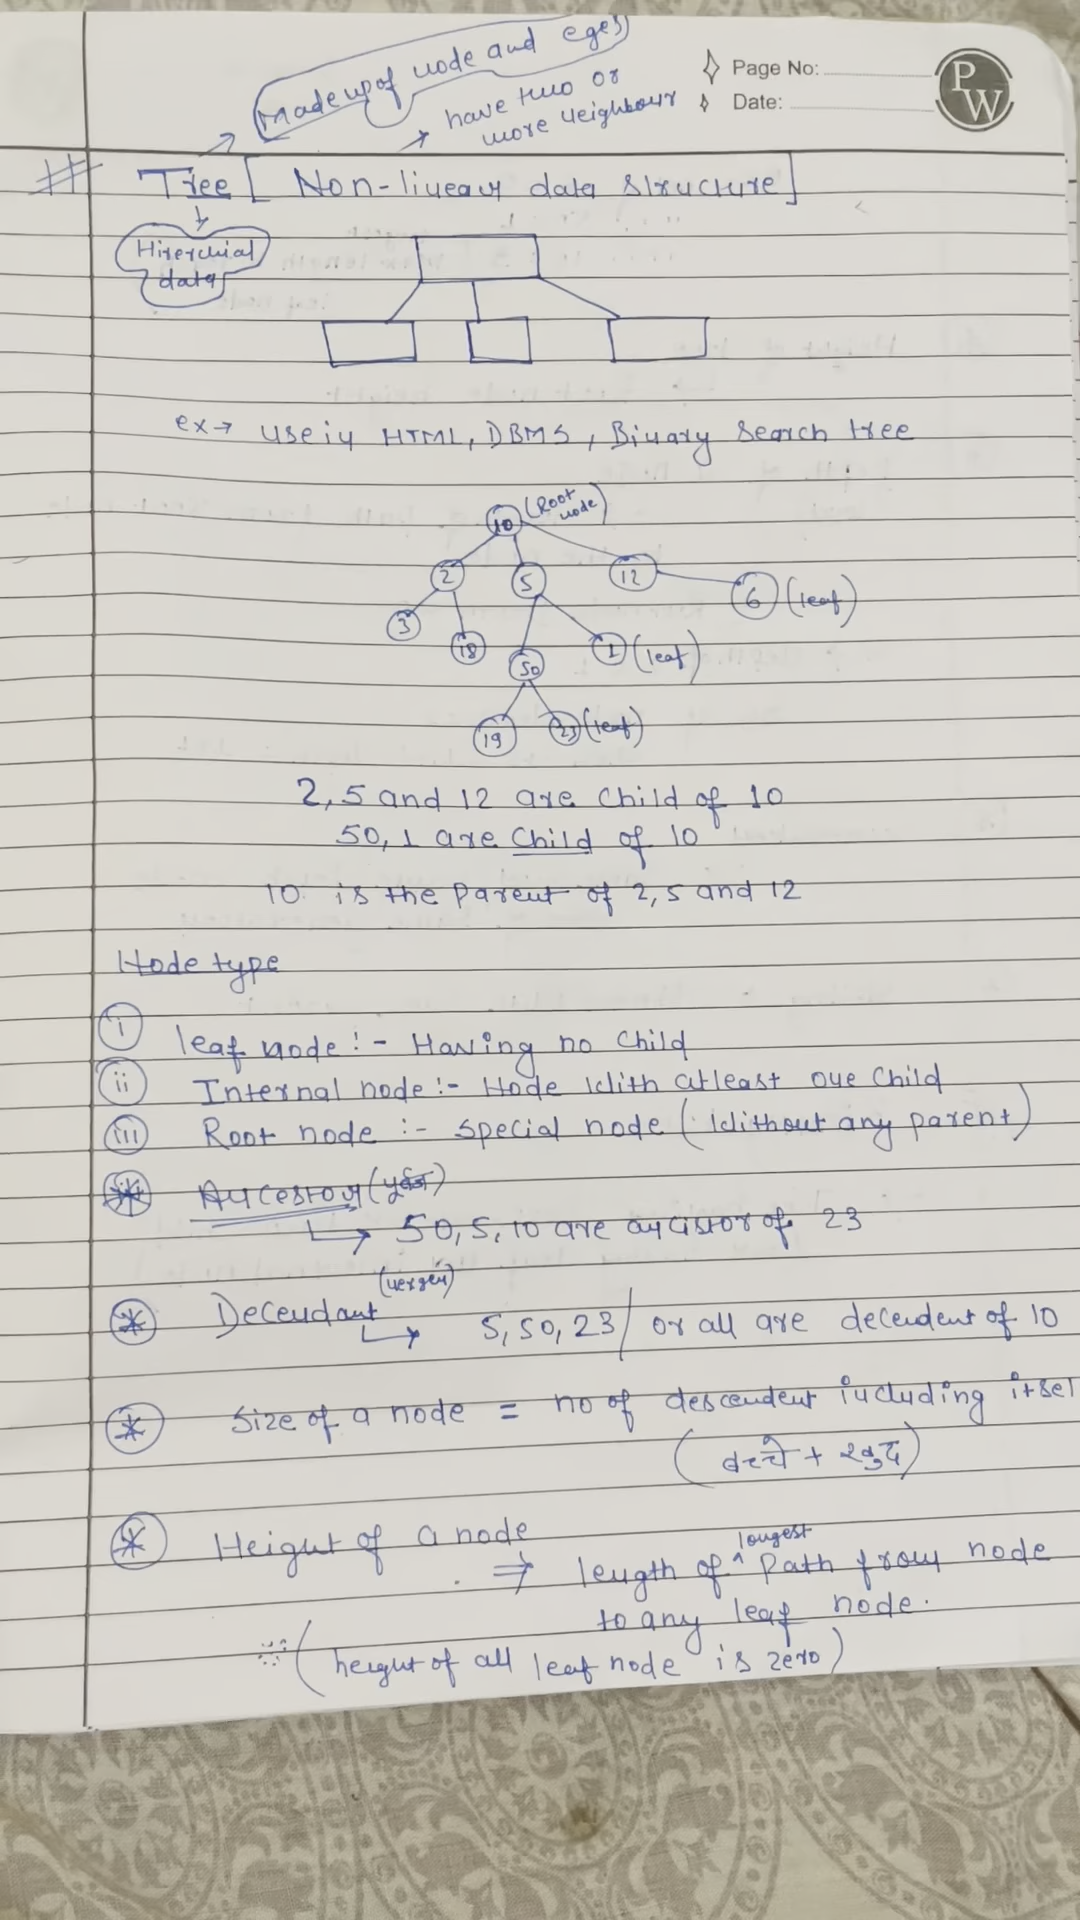 Made up of node and eges
have two or
more neighbour
Page No:
Date:
PW
# Tree [ Non-linear data structure ]
Hirerchial
data
ex→ use in HTML, DBMS, Binary Search tree
10 (Root
node)
2 5 12 6 (leaf)
3 18 50 1 (leaf)
19 23 (leaf)
2, 5 and 12 are Child of 10
50, 1 are Child of 10
10 is the Parent of 2, 5 and 12
Node type
i leaf node :- Having no child
ii Internal node :- Node With atleast one Child
iii Root node :- special node (Without any parent)
* Ancestor (पूर्वज)
↳ 50, 5, 10 are ancistor of 23
* Decendant
↳ 5, 50, 23 / or all are decendent of 10
* Size of a node = no of descendent including itsel
(बच्चे + खुद)
* Height of a node
⇒ length of ^ longest Path from node
to any leaf node.
∵ (height of all leaf node is zero)